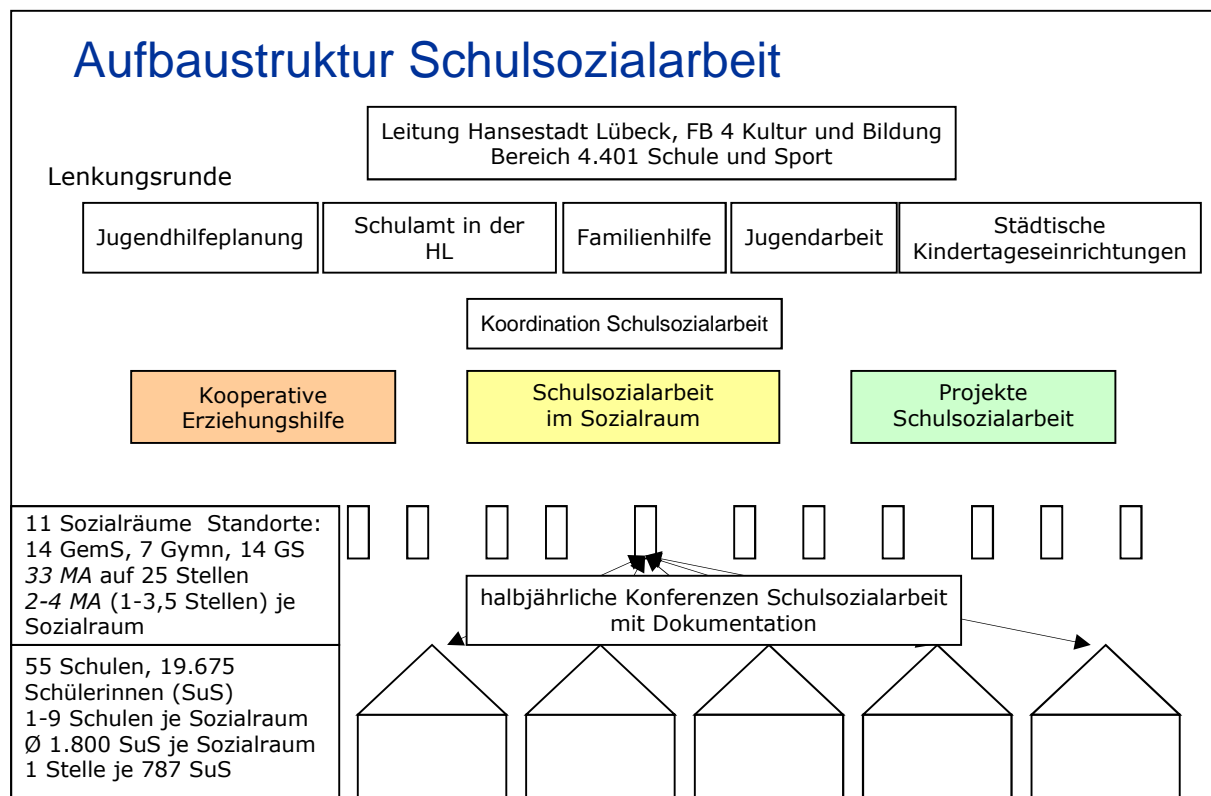 Aufbaustruktur Schulsozialarbeit
Leitung Hansestadt Lübeck, FB 4 Kultur und Bildung
Bereich 4.401 Schule und Sport
Lenkungsrunde
Jugendhilfeplanung
Schulamt in der
HL
Familienhilfe
Jugendarbeit
Städtische
Kindertageseinrichtungen
Koordination Schulsozialarbeit
Kooperative
Erziehungshilfe
Schulsozialarbeit
im Sozialraum
Projekte
Schulsozialarbeit
11 Sozialräume Standorte:
14 GemS, 7 Gymn, 14 GS
33 MA auf 25 Stellen
2-4 MA (1-3,5 Stellen) je
Sozialraum
halbjährliche Konferenzen Schulsozialarbeit
mit Dokumentation
55 Schulen, 19.675
Schülerinnen (SuS)
1-9 Schulen je Sozialraum
Ø 1.800 SuS je Sozialraum
1 Stelle je 787 SuS